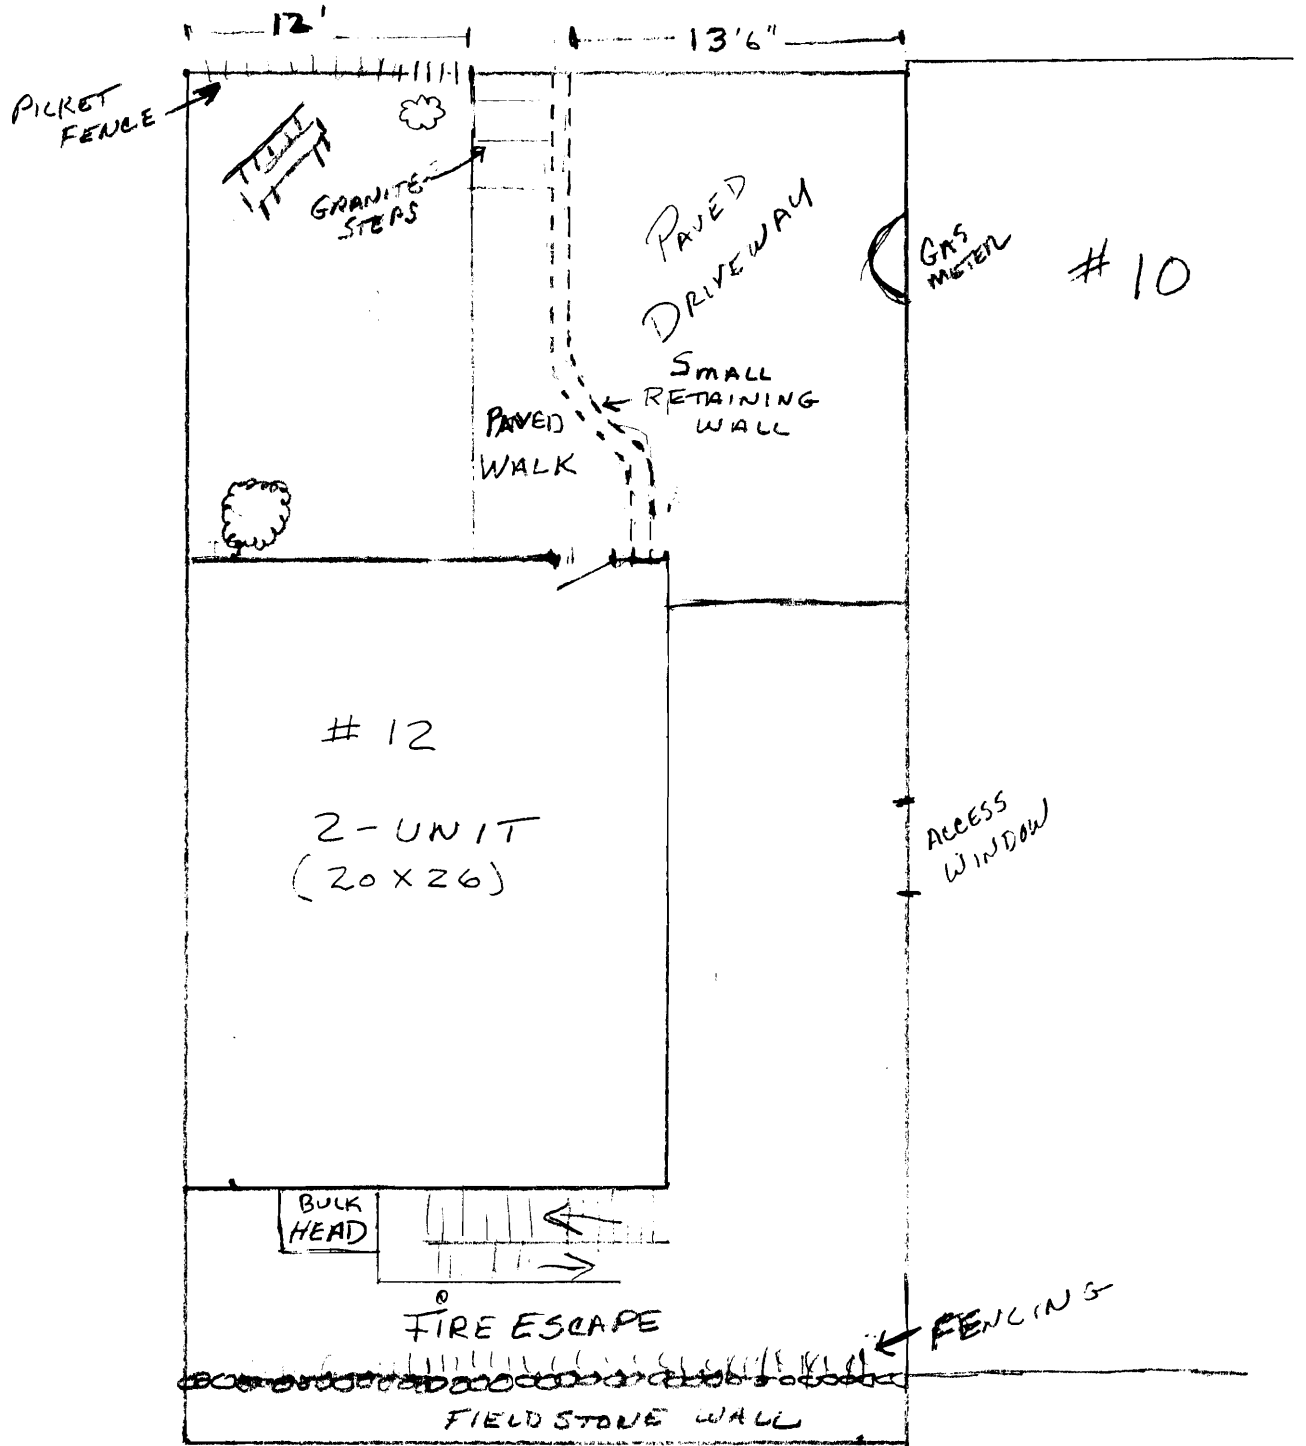 12'
13'6"
PICKET
FENCE
GRANITE
STEPS
PAVED
DRIVEWAY
GAS
METER
# 10
SMALL
RETAINING
WALL
PAVED
WALK
# 12
2-UNIT
(20 X 26)
ACCESS
WINDOW
BULK
HEAD
FIRE ESCAPE
FENCING
FIELDSTONE WALL